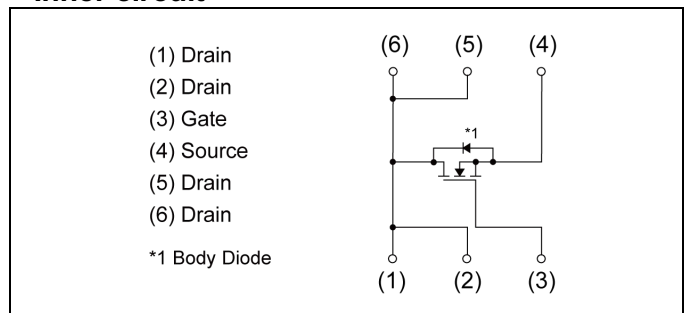 Inner circuit
(1) Drain
(2) Drain
(3) Gate
(4) Source
(5) Drain
(6) Drain
*1 Body Diode
(6) (5) (4)
*1
(1) (2) (3)